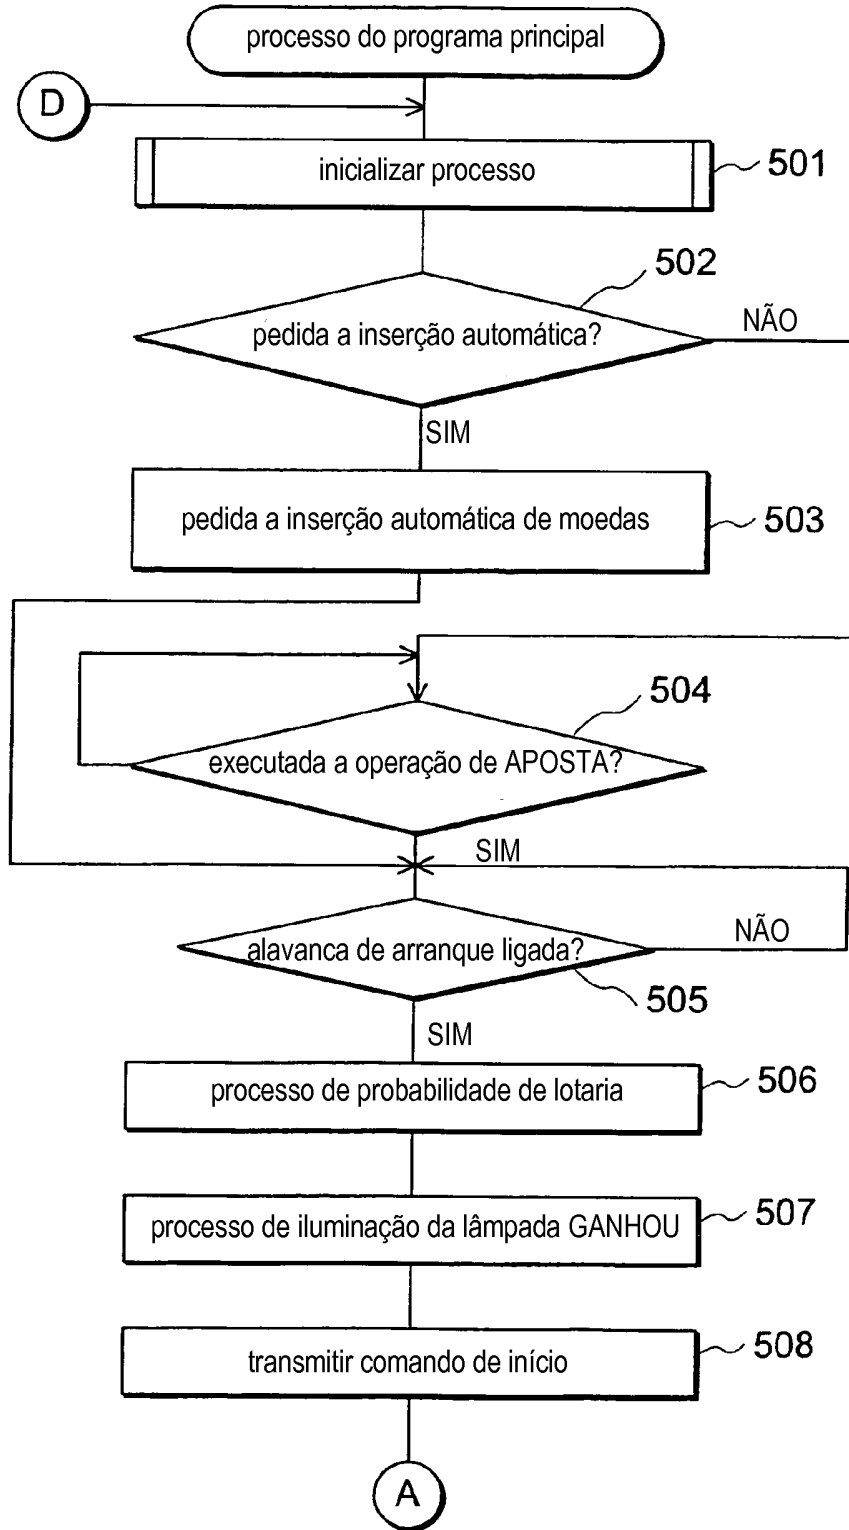 processo do programa principal
D
inicializar processo
501
502
pedida a inserção automática?
NÃO
SIM
pedida a inserção automática de moedas
503
504
executada a operação de APOSTA?
SIM
alavanca de arranque ligada?
NÃO
505
SIM
processo de probabilidade de lotaria
506
processo de iluminação da lâmpada GANHOU
507
transmitir comando de início
508
A